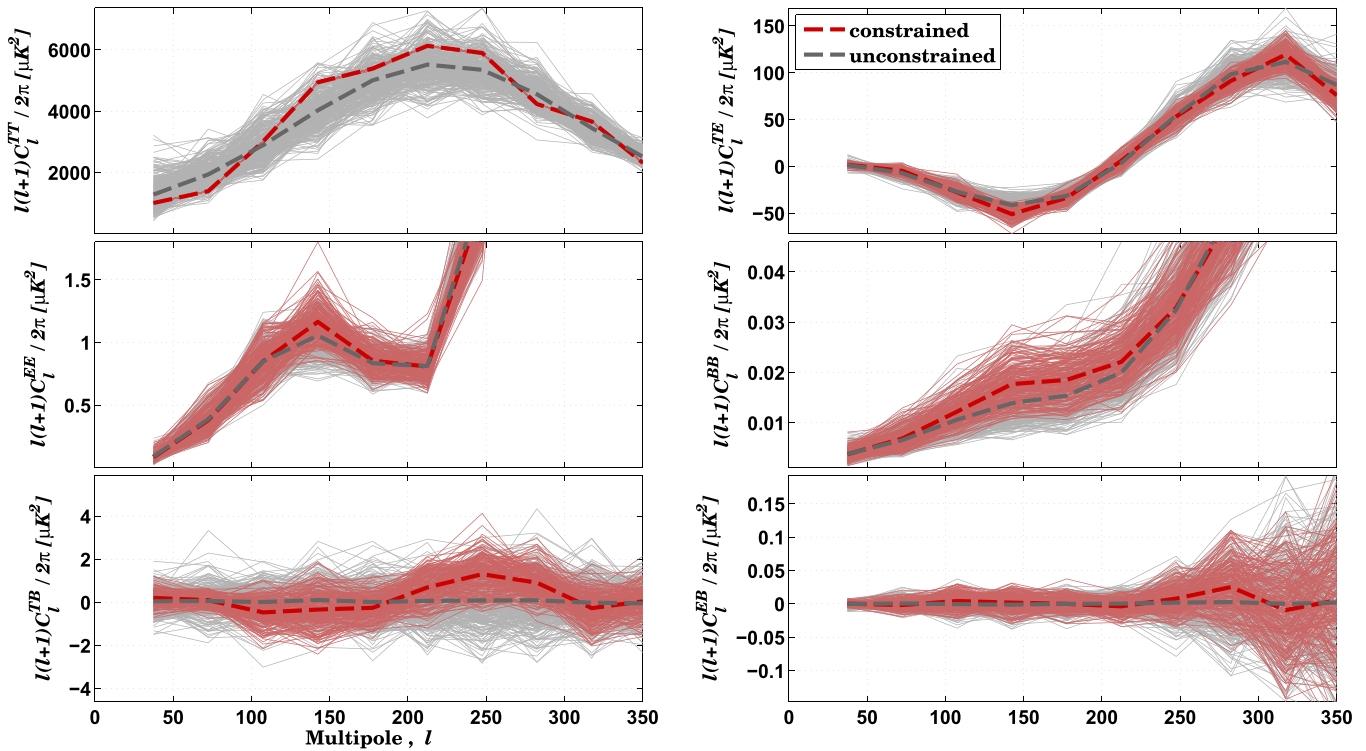 l(l+1)C_l^{TT} / 2π [μK²]
6000
4000
2000
l(l+1)C_l^{TE} / 2π [μK²]
150
100
50
0
−50
constrained
unconstrained
l(l+1)C_l^{EE} / 2π [μK²]
1.5
1
0.5
l(l+1)C_l^{BB} / 2π [μK²]
0.04
0.03
0.02
0.01
l(l+1)C_l^{TB} / 2π [μK²]
4
2
0
−2
−4
0 50 100 150 200 250 300 350
Multipole , l
l(l+1)C_l^{EB} / 2π [μK²]
0.15
0.1
0.05
0
−0.05
−0.1
0 50 100 150 200 250 300 350